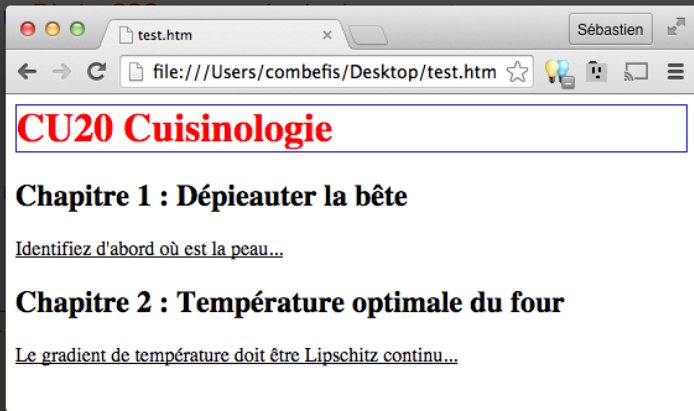 test.htm
Sébastien
file:///Users/combefis/Desktop/test.htm
CU20 Cuisinologie
Chapitre 1 : Dépieauter la bête
Identifiez d'abord où est la peau...
Chapitre 2 : Température optimale du four
Le gradient de température doit être Lipschitz continu...